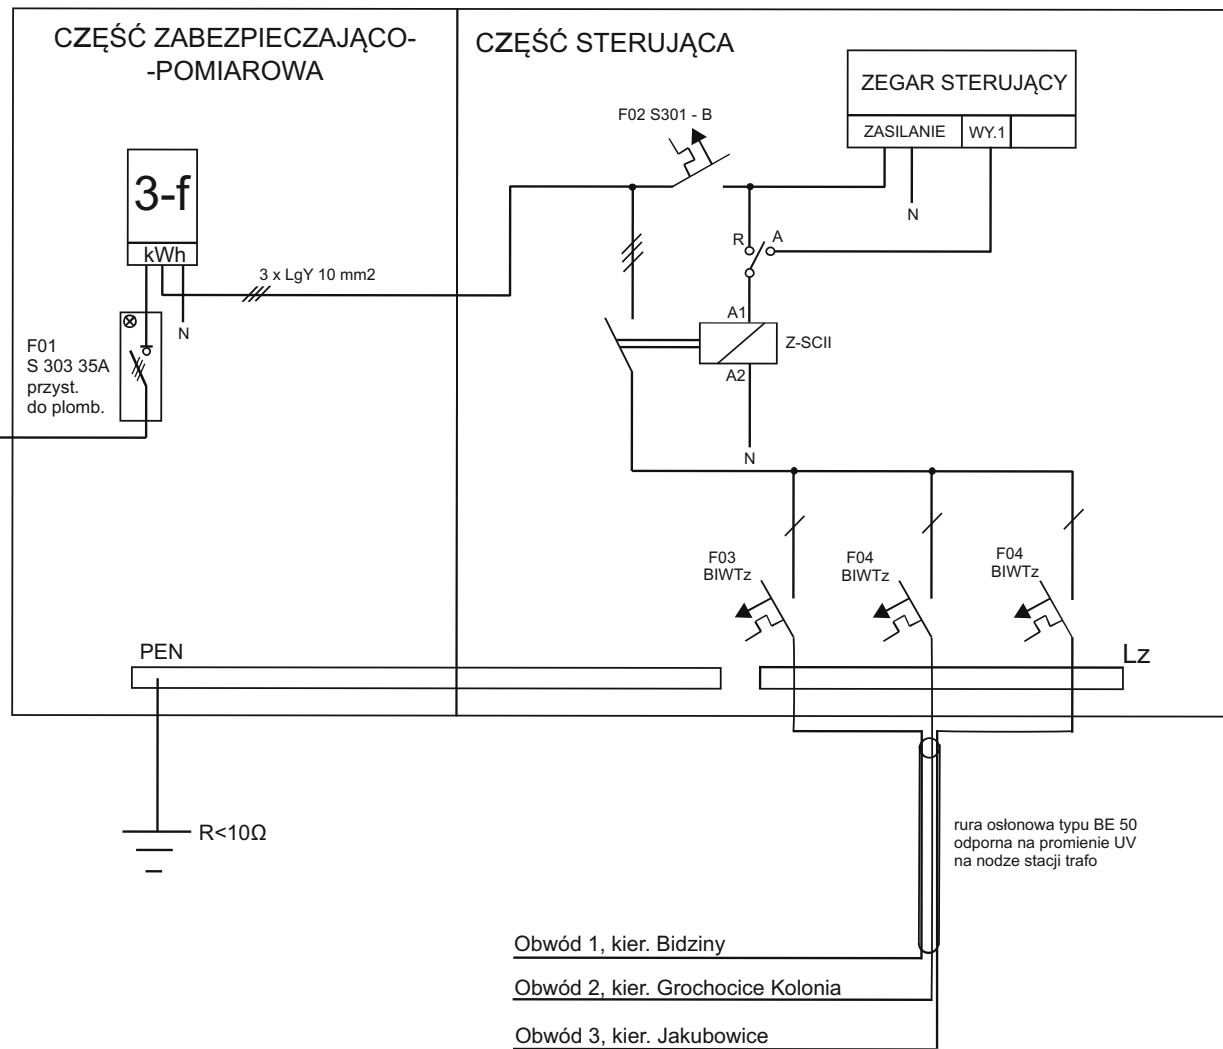 CZĘŚĆ ZABEZPIECZAJĄCO-
-POMIAROWA
CZĘŚĆ STERUJĄCA
ZEGAR STERUJĄCY
ZASILANIE
WY.1
F02 S301 - B
3-f
kWh
N
R
A
3 x LgY 10 mm2
N
A1
Z-SCII
A2
F01
S 303 35A
przyst.
do plomb.
N
F03
BIWTz
F04
BIWTz
F04
BIWTz
PEN
Lz
R<10Ω
rura osłonowa typu BE 50
odporna na promienie UV
na nodze stacji trafo
Obwód 1, kier. Bidziny
Obwód 2, kier. Grochocice Kolonia
Obwód 3, kier. Jakubowice